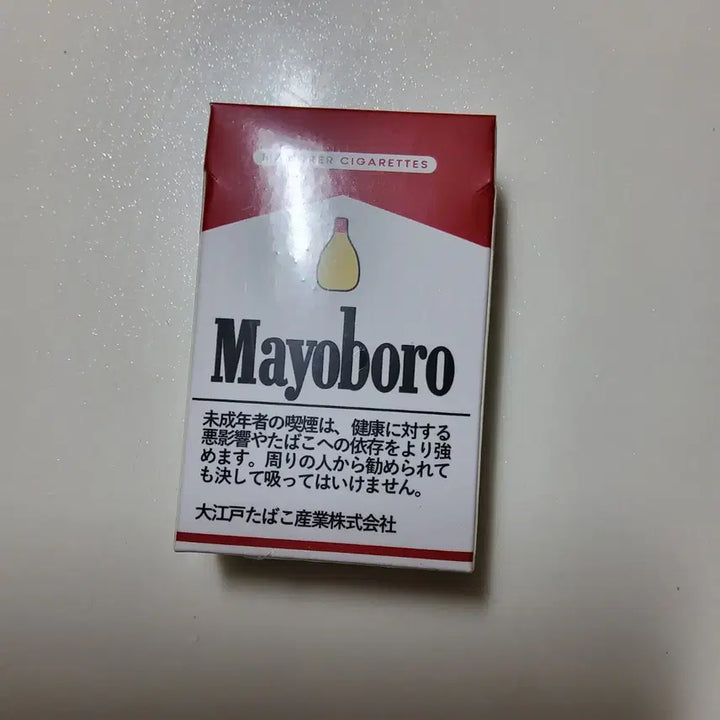 CIGARETTES
Mayoboro
未成年者の喫煙は、健康に対する
悪影響やたばこへの依存をより強
めます。周りの人から勧められて
も決して吸ってはいけません。
大江戸たばこ産業株式会社